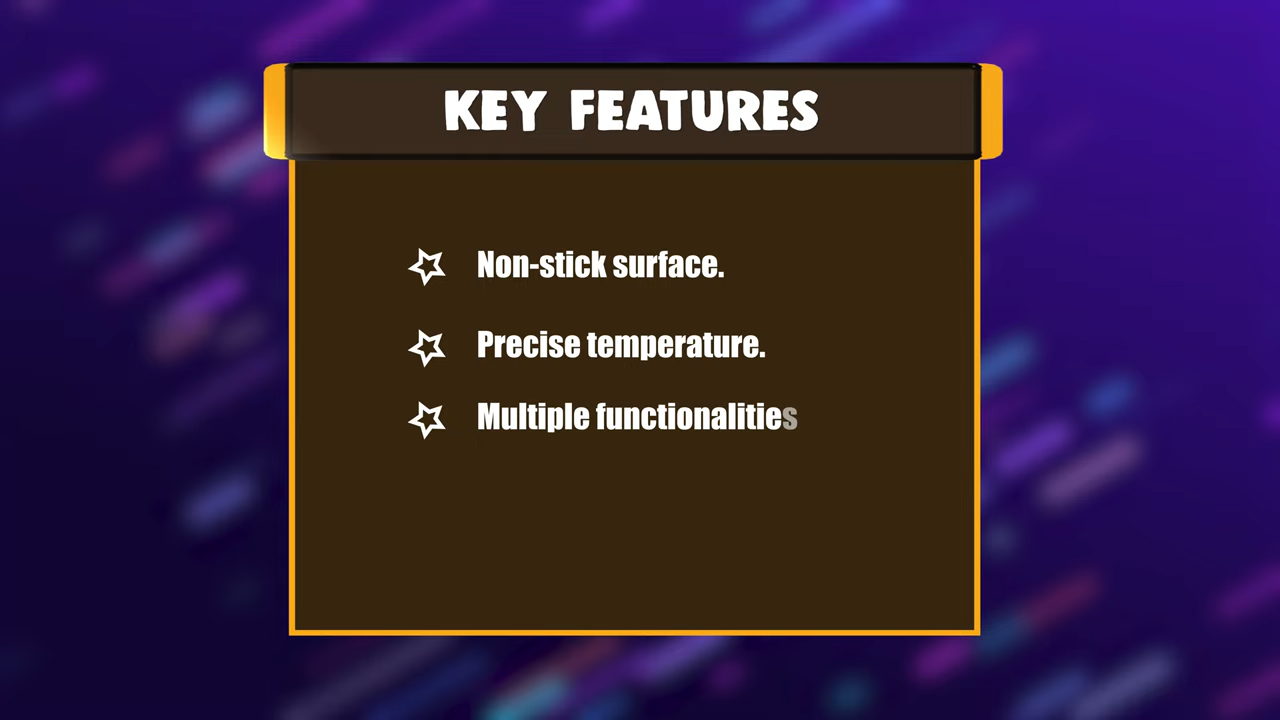 KEY FEATURES
Non-stick surface.
Precise temperature.
Multiple functionalities